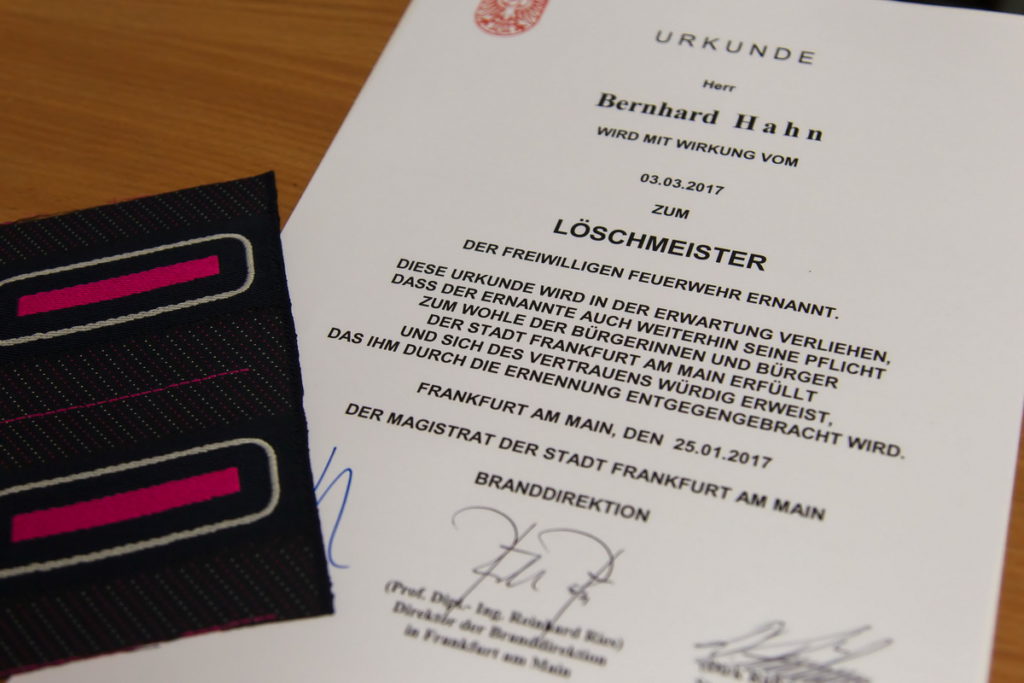 URKUNDE
Herr
Bernhard Hahn
WIRD MIT WIRKUNG VOM
03.03.2017
ZUM
LÖSCHMEISTER
DER FREIWILLIGEN FEUERWEHR ERNANNT.
DIESE URKUNDE WIRD IN DER ERWARTUNG VERLIEHEN,
DASS DER ERNANNTE AUCH WEITERHIN SEINE PFLICHT
ZUM WOHLE DER BÜRGERINNEN UND BÜRGER
DER STADT FRANKFURT AM MAIN ERFÜLLT
UND SICH DES VERTRAUENS WÜRDIG ERWEIST,
DAS IHM DURCH DIE ERNENNUNG ENTGEGENGEBRACHT WIRD.
FRANKFURT AM MAIN, DEN 25.01.2017
DER MAGISTRAT DER STADT FRANKFURT AM MAIN
BRANDDIREKTION
(Prof. Dipl.- Ing. Reinhard Ries)
Direktor der Branddirektion
in Frankfurt am Main